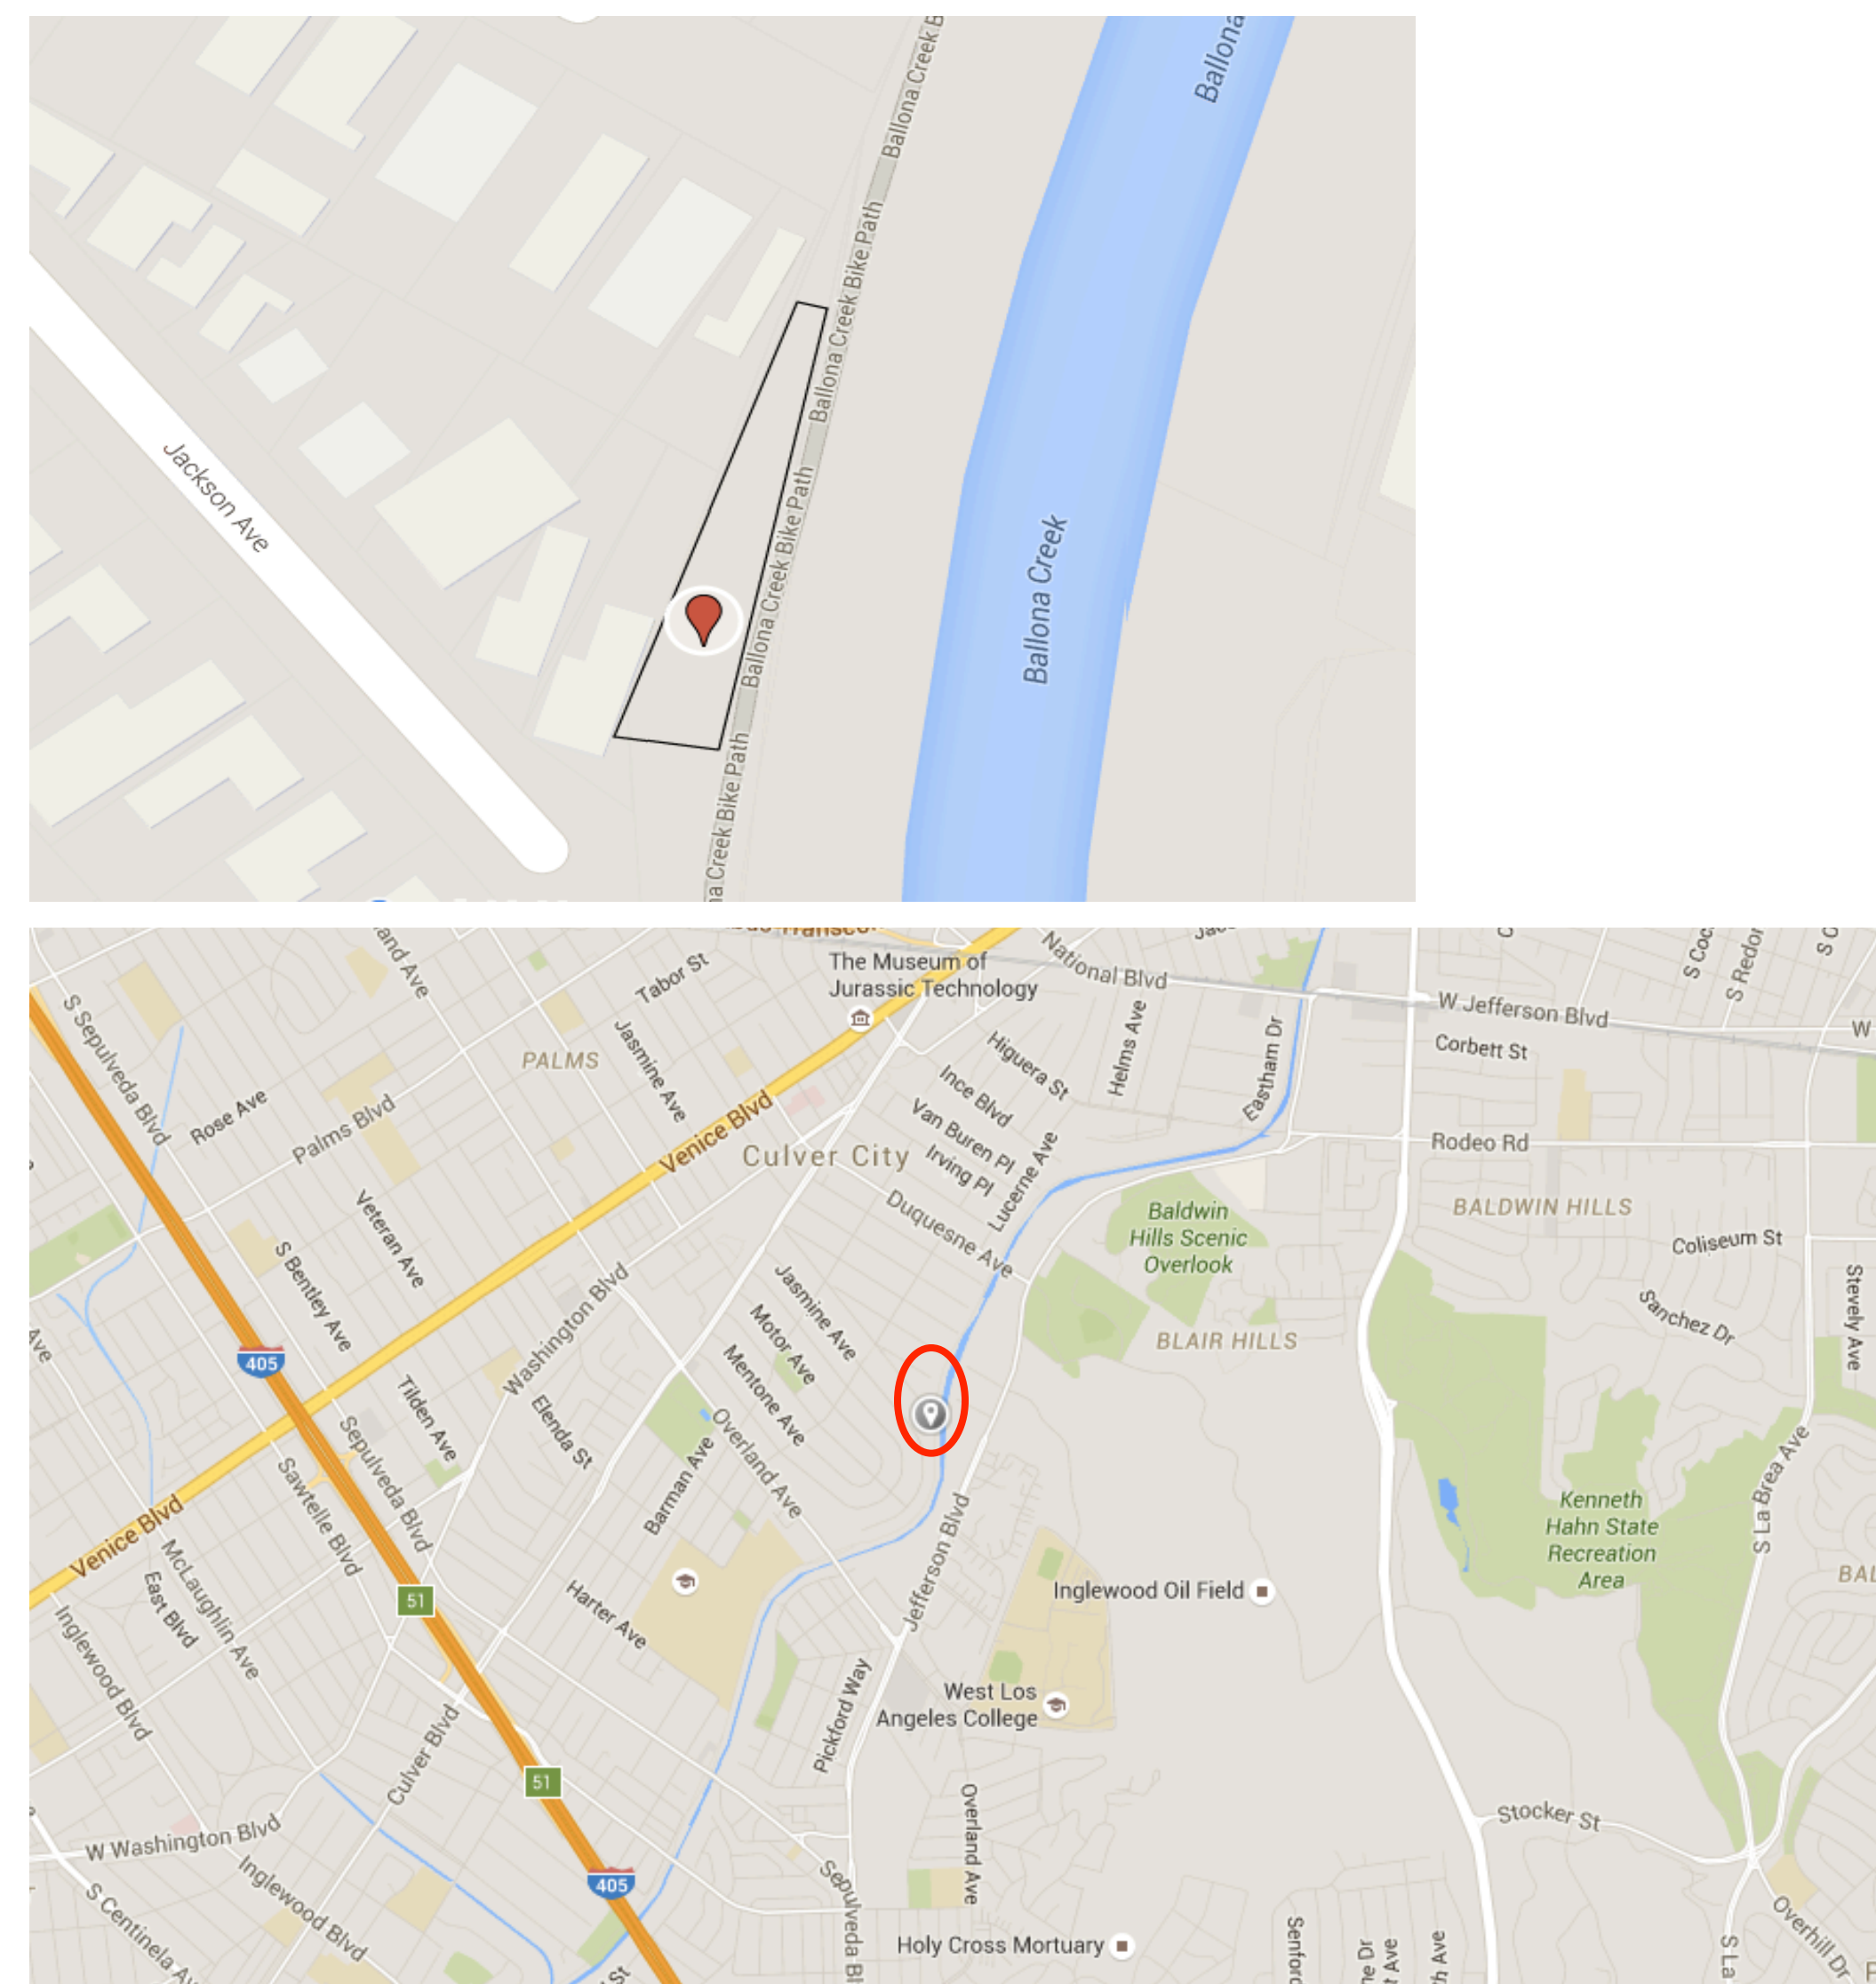 Ballona Creek B
Ballona
Ballona Creek Bike Path
Ballona Creek Bike Path
Jackson Ave
Ballona Creek
Creek Bike Path
The Museum of
Jurassic Technology
National Blvd
Tabor St
S Sepulveda Blvd
W Jefferson Blvd
W
Corbett St
PALMS
Jasmine Ave
Higuera St
Helms Ave
Eastham Dr
Ince Blvd
Rose Ave
Palms Blvd
Van Buren Pl
Venice Blvd
Culver City
Irving Pl
Lucerne Ave
Rodeo Rd
Duquesne Ave
Baldwin
Hills Scenic
Overlook
BALDWIN HILLS
Coliseum St
Veteran Ave
S Bentley Ave
Washington Blvd
Jasmine Ave
Motor Ave
Mentone Ave
BLAIR HILLS
Sanchez Dr
Stevely Ave
405
Tilden Ave
Elenda St
Overland Ave
Barman Ave
Sepulveda Blvd
Sawtelle Blvd
Venice Blvd
McLaughlin Ave
East Blvd
Jefferson Blvd
S La Brea Ave
Kenneth
Hahn State
Recreation
Area
Inglewood Oil Field
51
Harter Ave
Inglewood Blvd
Pickford Way
West Los
Angeles College
Culver Blvd
51
Overland Ave
Stocker St
W Washington Blvd
Inglewood Blvd
405
Sepulveda Bl
S Centinela Av
Holy Cross Mortuary
Overhill Dr
S La